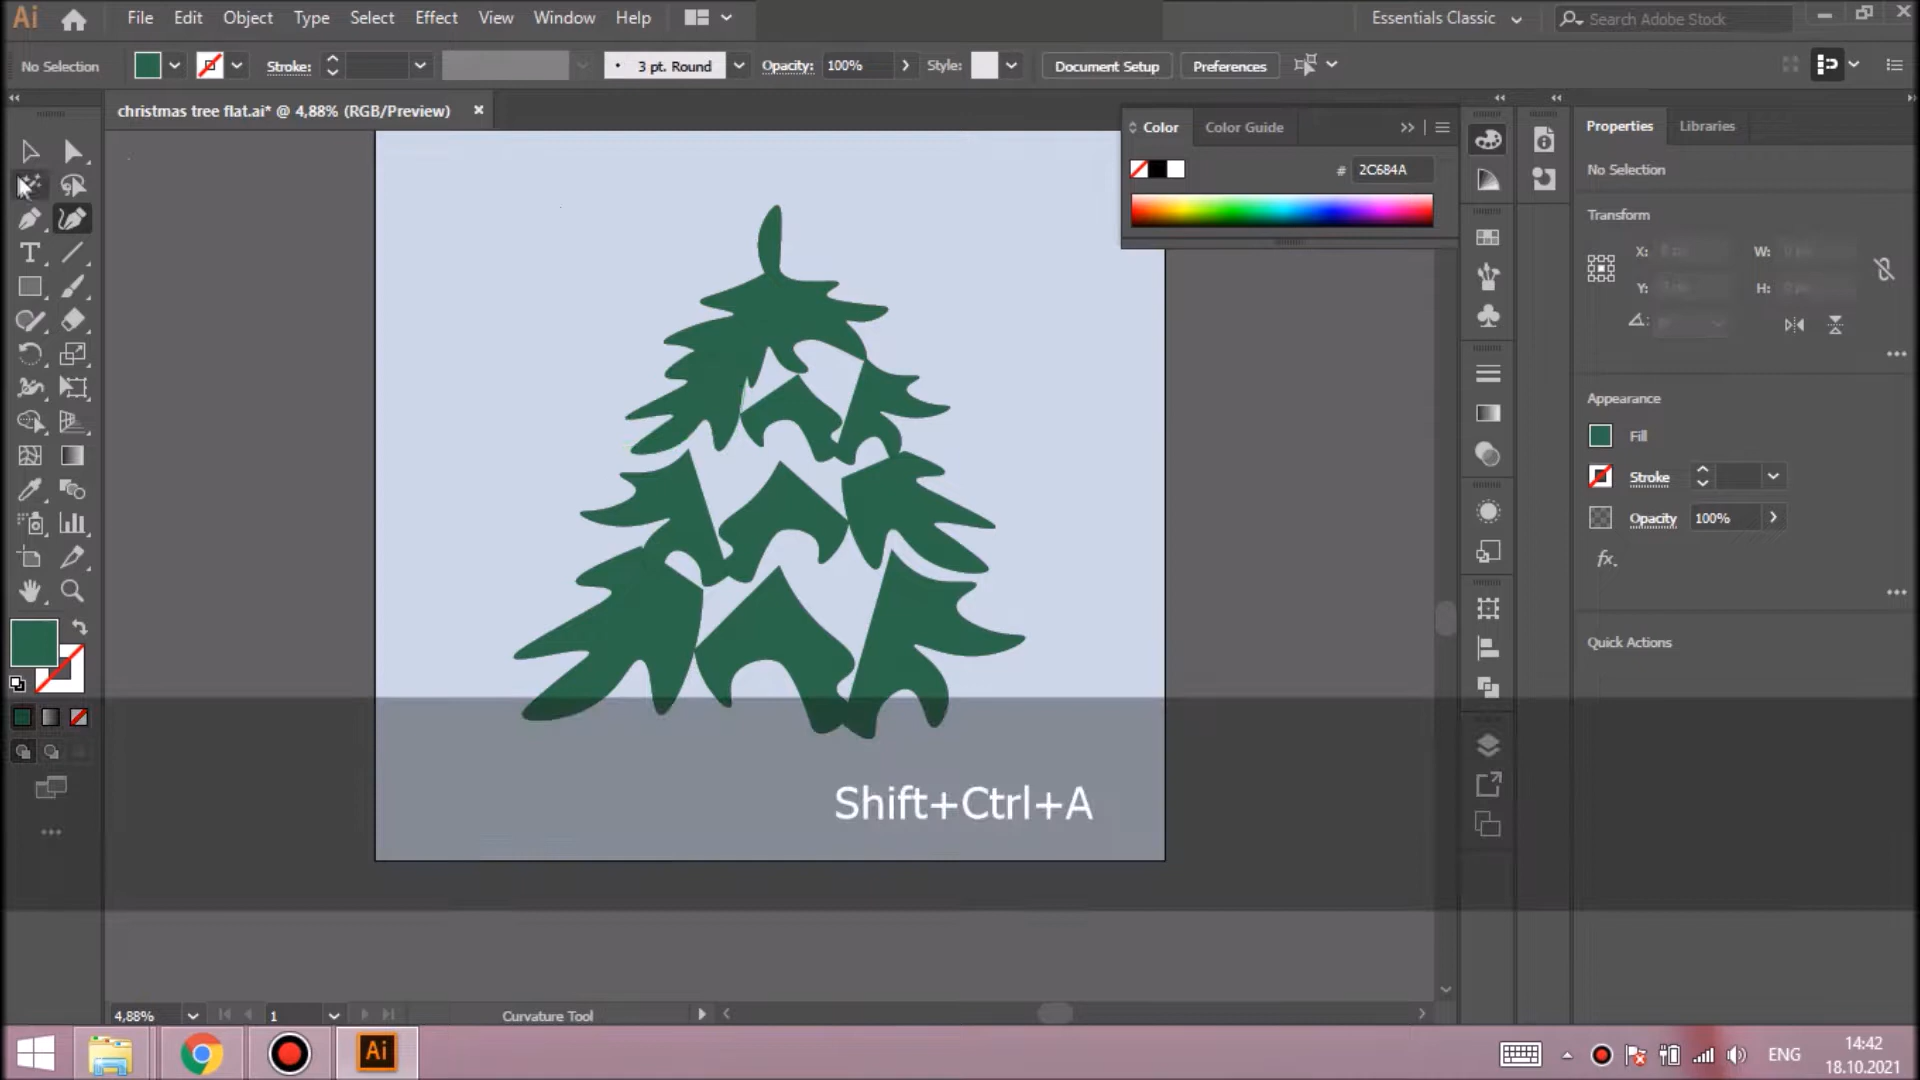 Ai File Edit Object Type Select Effect View Window Help Essentials Classic Search Adobe Stock
No Selection Stroke: 3 pt. Round Opacity: 100% Style: Document Setup Preferences
christmas tree flat.ai* @ 4,88% (RGB/Preview) ×
Color Color Guide
# 2C684A
Properties Libraries
No Selection
Transform
X: W:
Y: H:
Appearance
Fill
Stroke
Opacity 100%
fx.
Quick Actions
T
Shift+Ctrl+A
4,88% 1 Curvature Tool
Ai ENG 14:42
18.10.2021